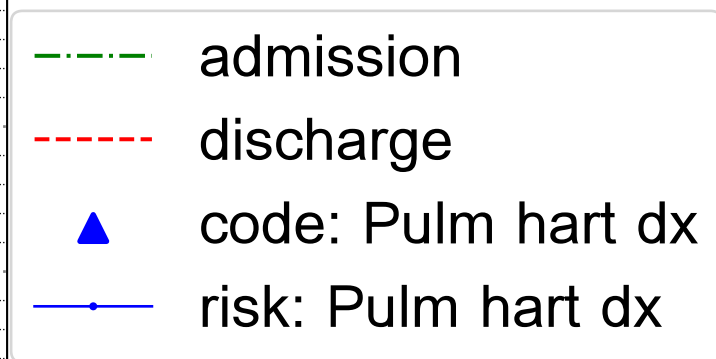 admission
discharge
code: Pulm hart dx
risk: Pulm hart dx